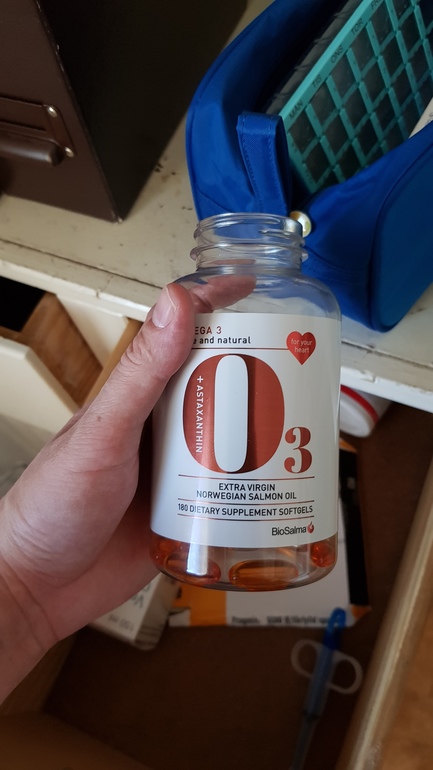 EGA 3
e and natural
for your
heart
+ ASTAXANTHIN
O3
EXTRA VIRGIN
NORWEGIAN SALMON OIL
180 DIETARY SUPPLEMENT SOFTGELS
BioSalma